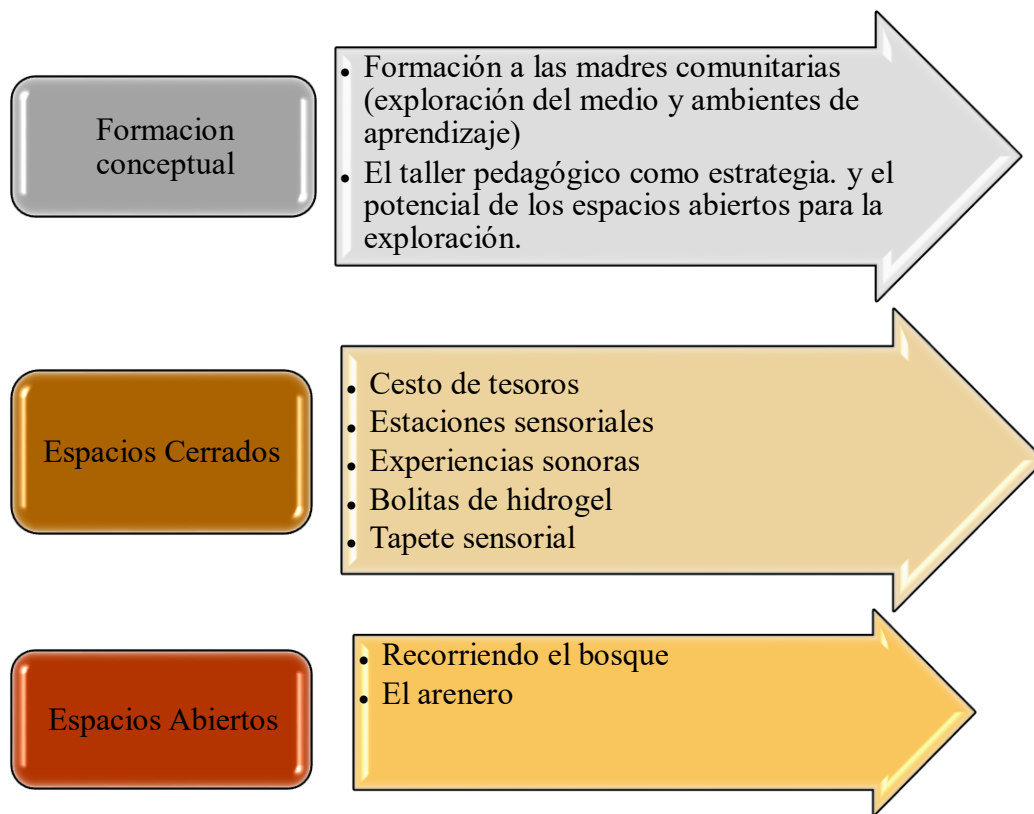 Formacion
conceptual
• Formación a las madres comunitarias
(exploración del medio y ambientes de
aprendizaje)
• El taller pedagógico como estrategia. y el
potencial de los espacios abiertos para la
exploración.
Espacios Cerrados
• Cesto de tesoros
• Estaciones sensoriales
• Experiencias sonoras
• Bolitas de hidrogel
• Tapete sensorial
Espacios Abiertos
• Recorriendo el bosque
• El arenero